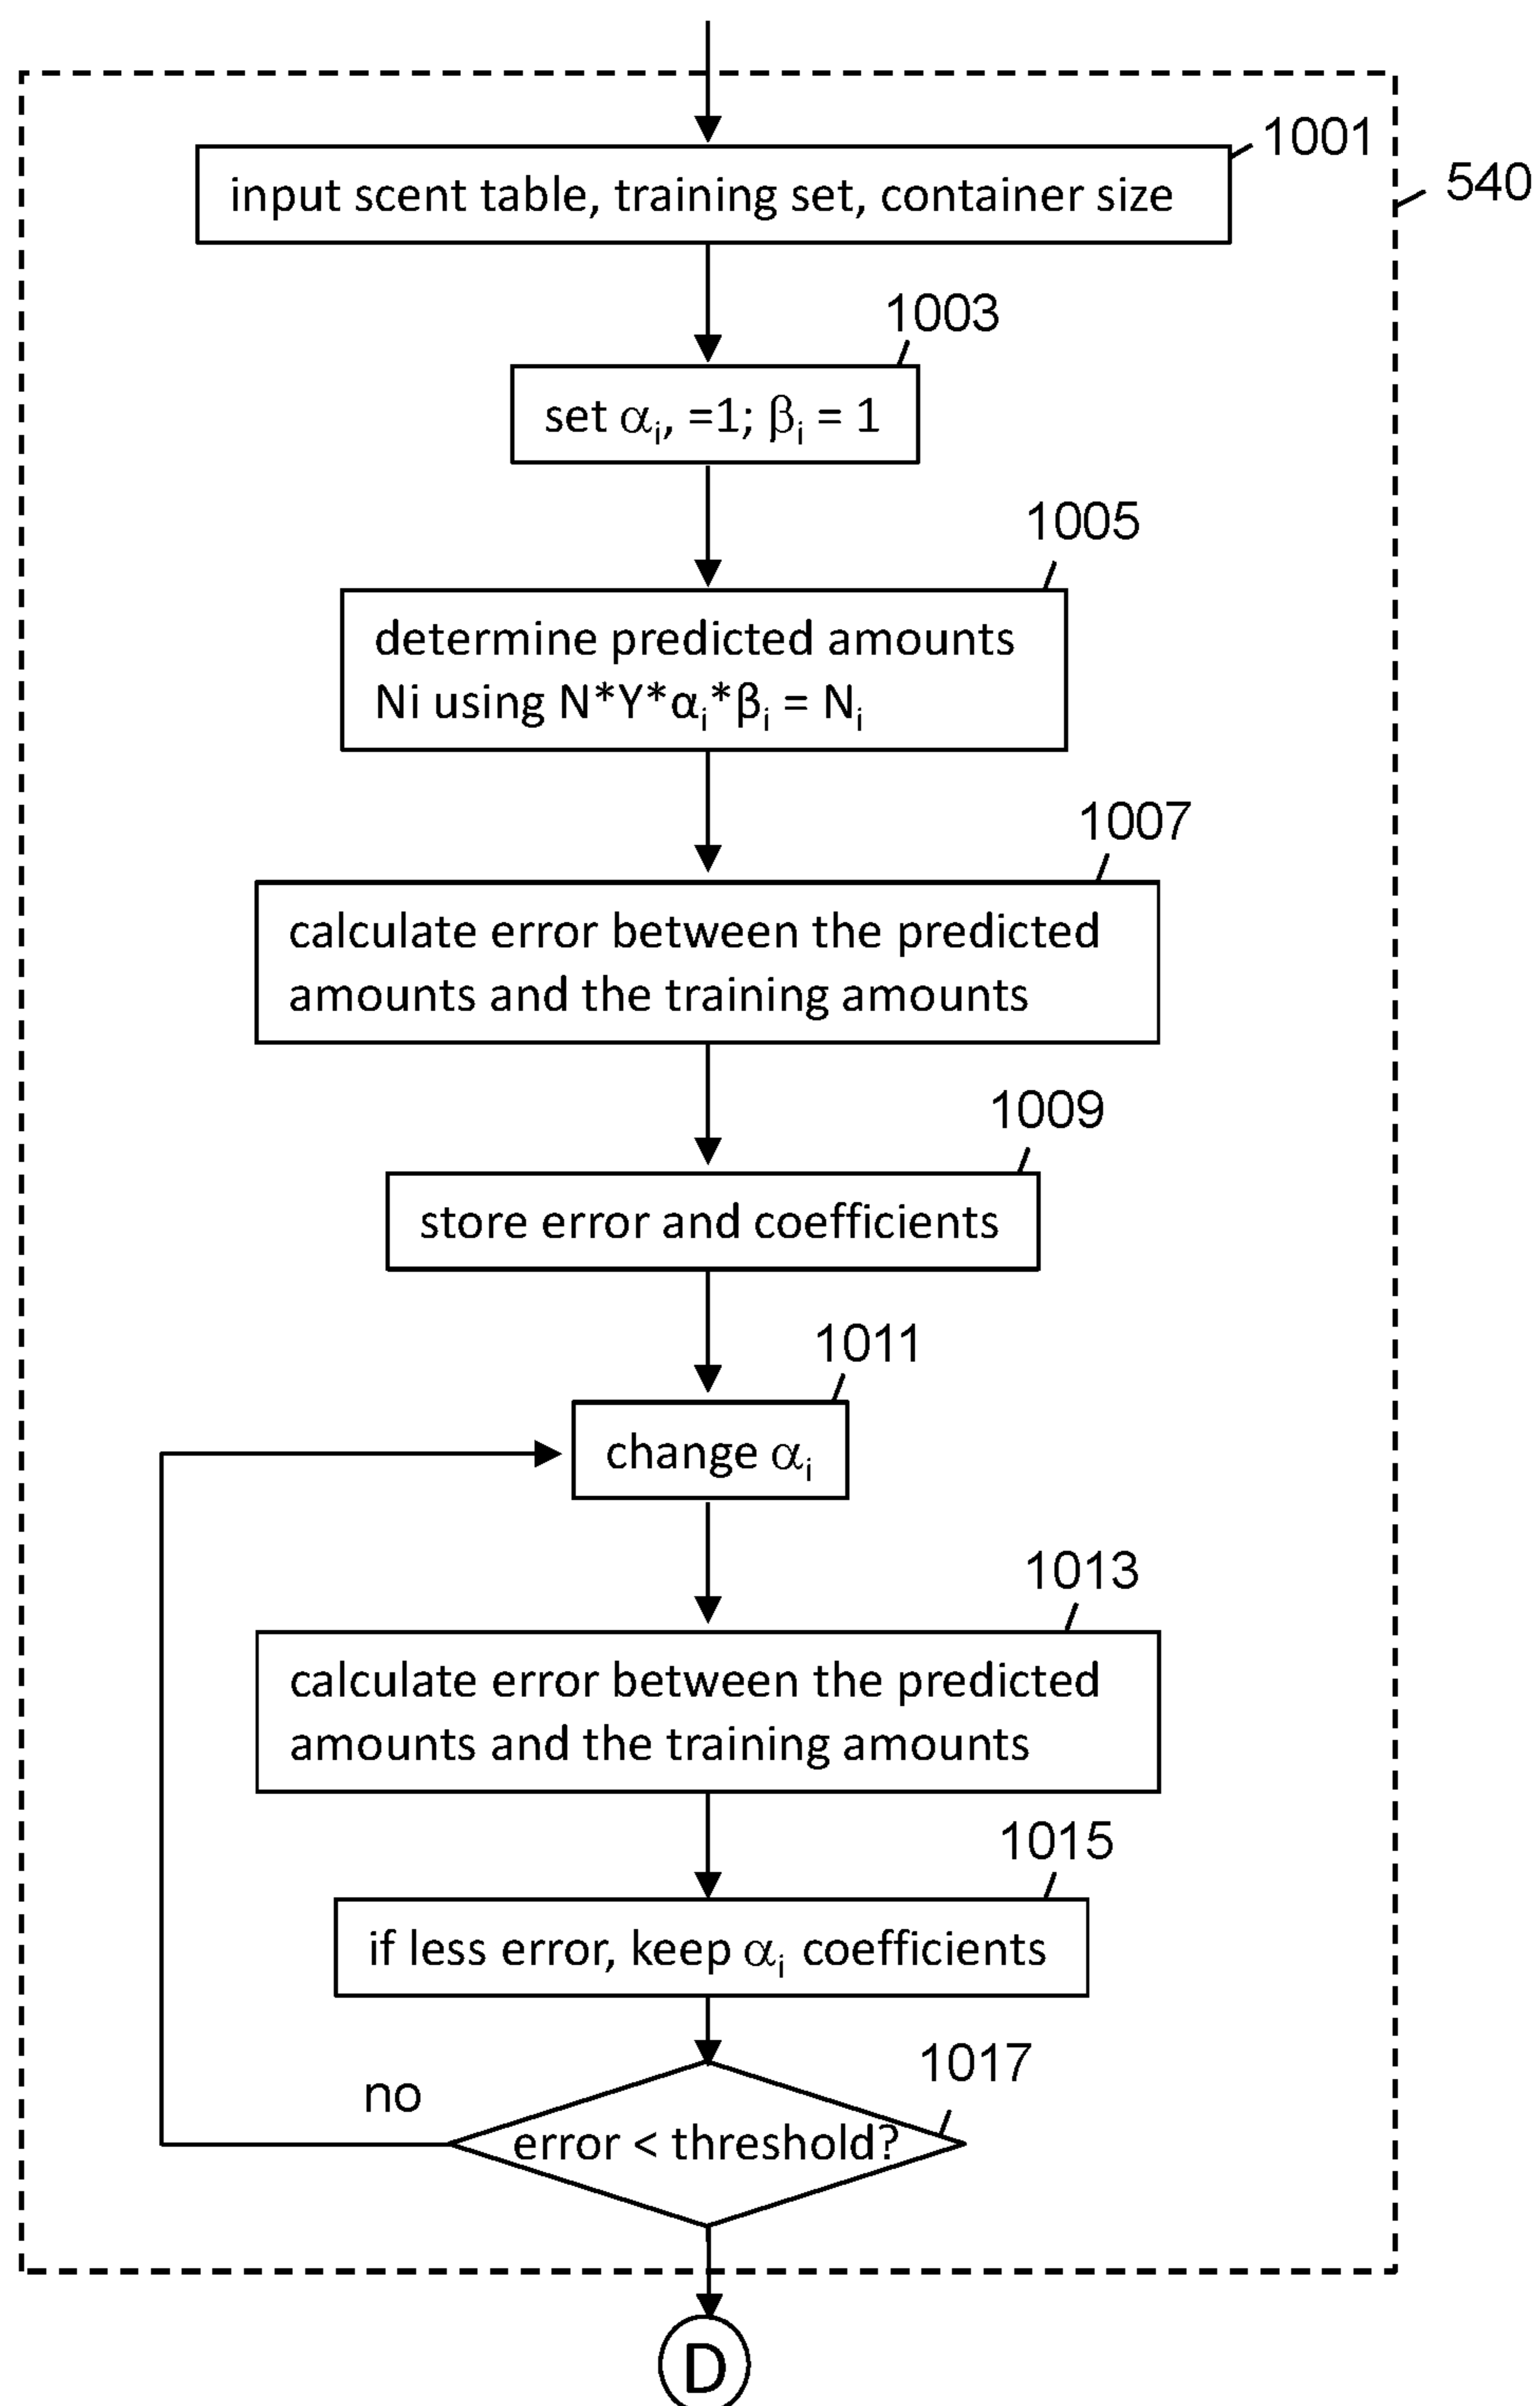 1001
540
input scent table, training set, container size
1003
set αi, =1; βi = 1
1005
determine predicted amounts
Ni using N*Y*αi*βi = Ni
1007
calculate error between the predicted
amounts and the training amounts
1009
store error and coefficients
1011
change αi
1013
calculate error between the predicted
amounts and the training amounts
1015
if less error, keep αi coefficients
1017
no
error < threshold?
D